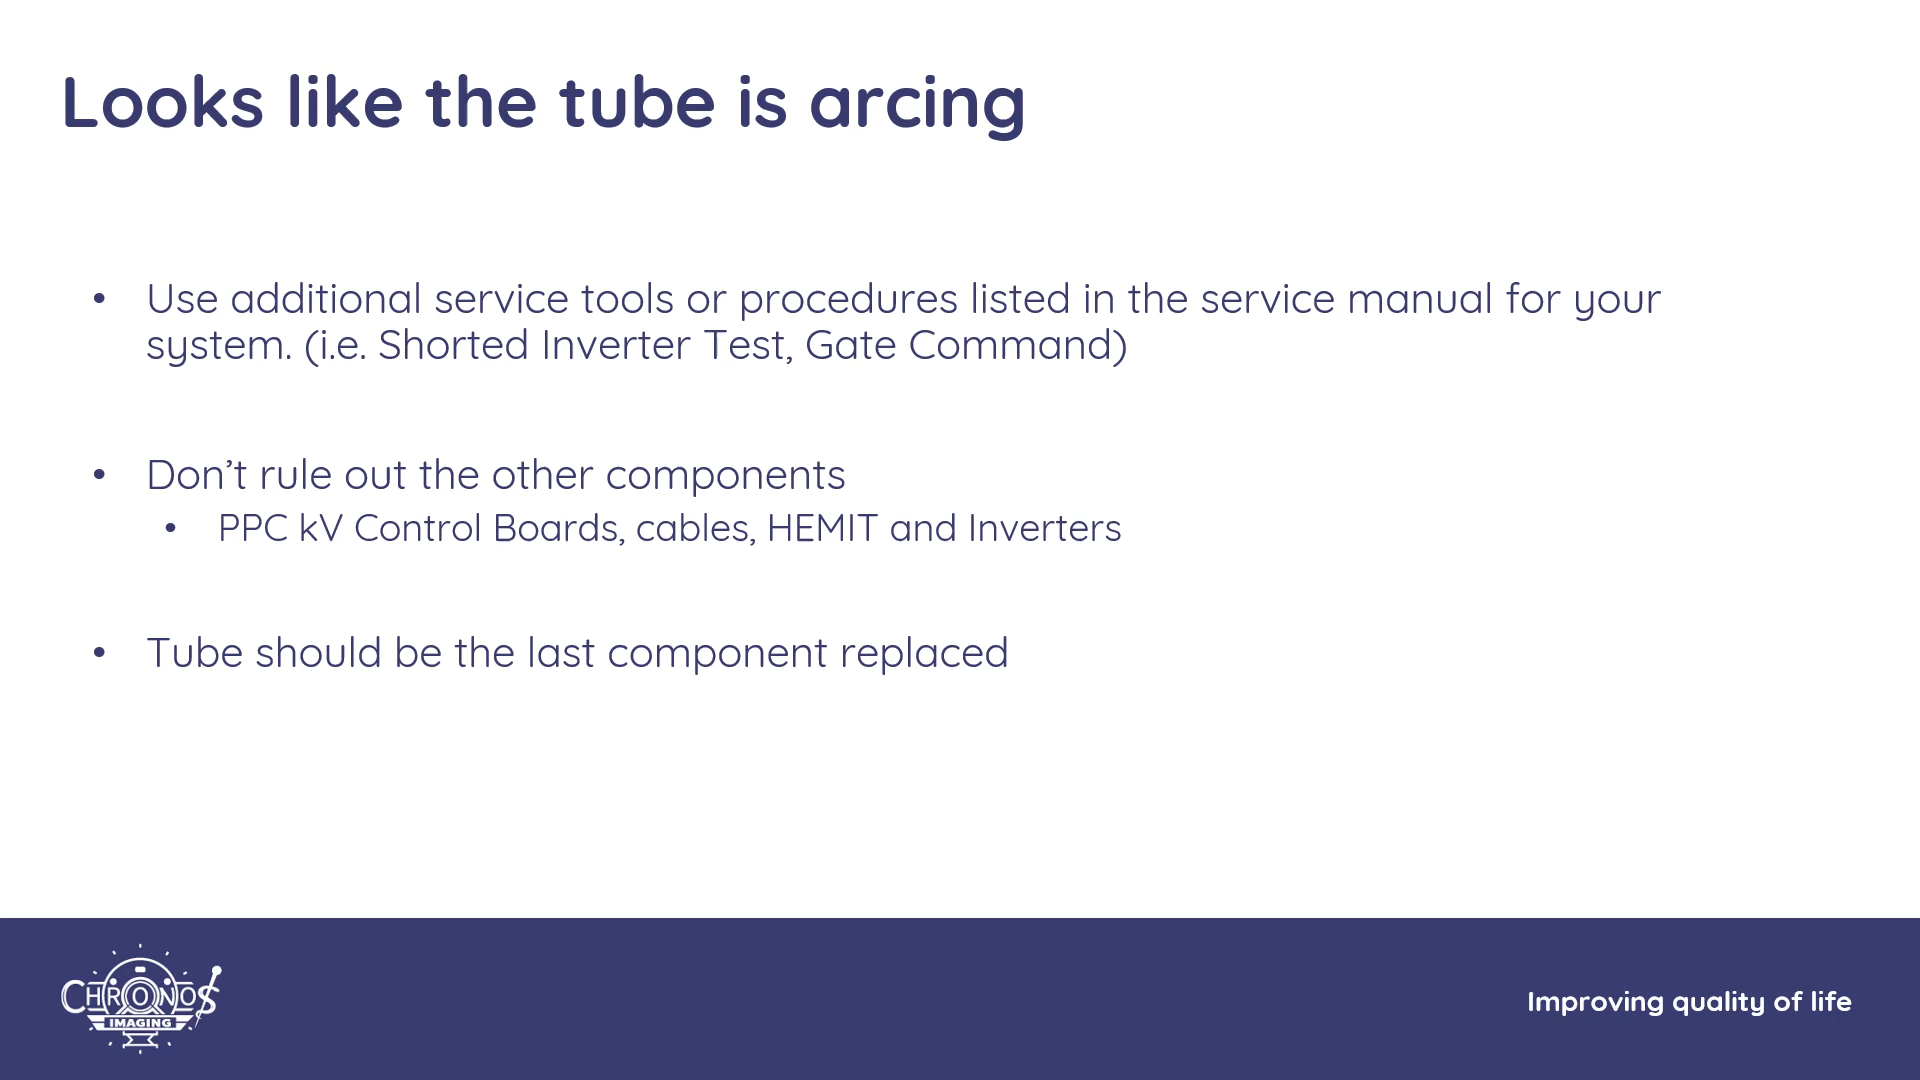 Looks like the tube is arcing
• Use additional service tools or procedures listed in the service manual for your
system. (i.e. Shorted Inverter Test, Gate Command)
• Don’t rule out the other components
• PPC kV Control Boards, cables, HEMIT and Inverters
• Tube should be the last component replaced
CHRONOS
IMAGING
Improving quality of life